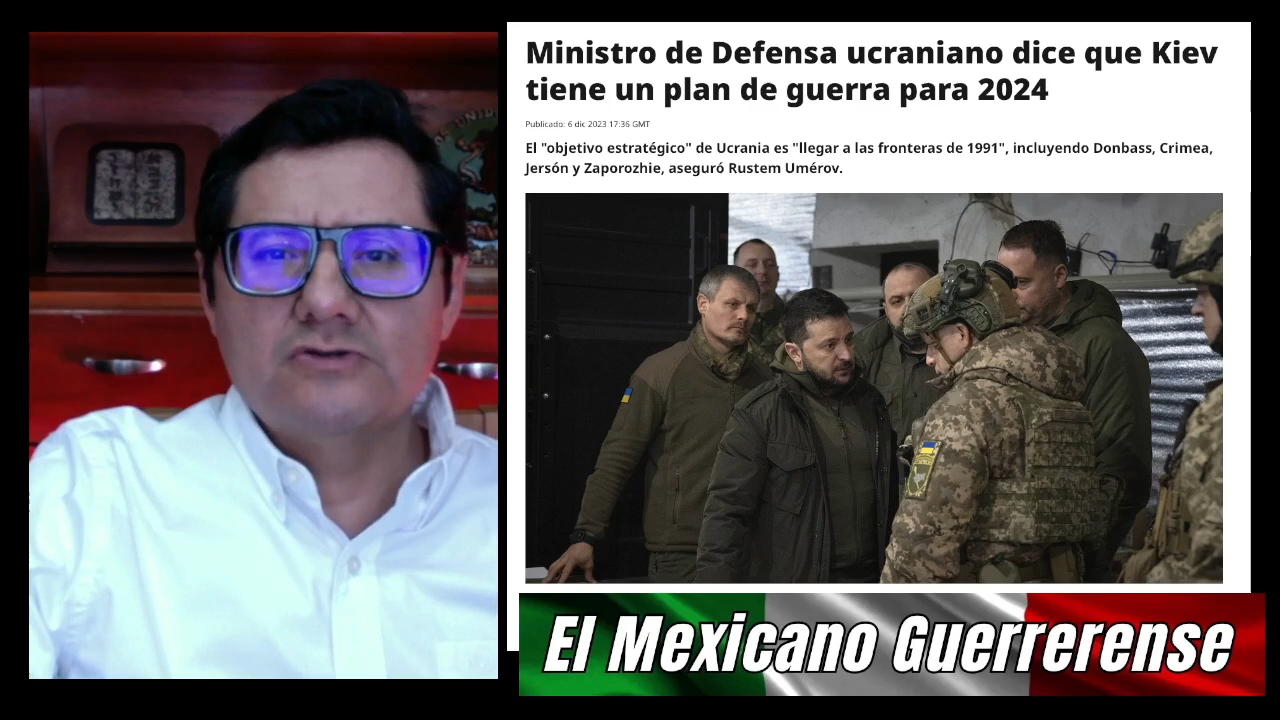 Ministro de Defensa ucraniano dice que Kiev
tiene un plan de guerra para 2024
Publicado: 6 dic 2023 17:36 GMT
El "objetivo estratégico" de Ucrania es "llegar a las fronteras de 1991", incluyendo Donbass, Crimea,
Jersón y Zaporozhie, aseguró Rustem Umérov.
El Mexicano Guerrerense